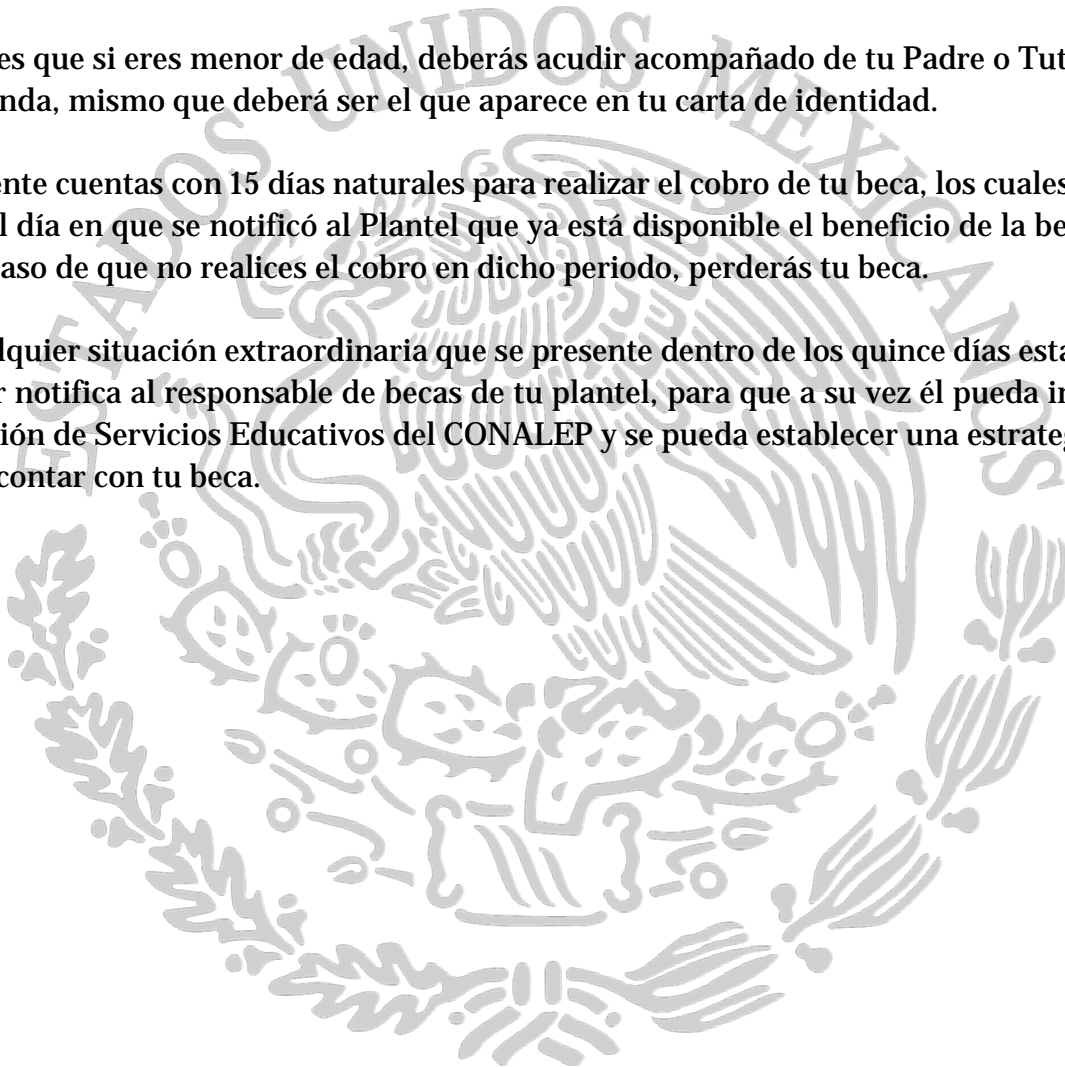 es que si eres menor de edad, deberás acudir acompañado de tu Padre o Tut
nda, mismo que deberá ser el que aparece en tu carta de identidad.
ente cuentas con 15 días naturales para realizar el cobro de tu beca, los cuales
l día en que se notificó al Plantel que ya está disponible el beneficio de la be
aso de que no realices el cobro en dicho periodo, perderás tu beca.
lquier situación extraordinaria que se presente dentro de los quince días esta
r notifica al responsable de becas de tu plantel, para que a su vez él pueda in
ión de Servicios Educativos del CONALEP y se pueda establecer una estrateg
contar con tu beca.
ESTADOS UNIDOS MEXICANOS